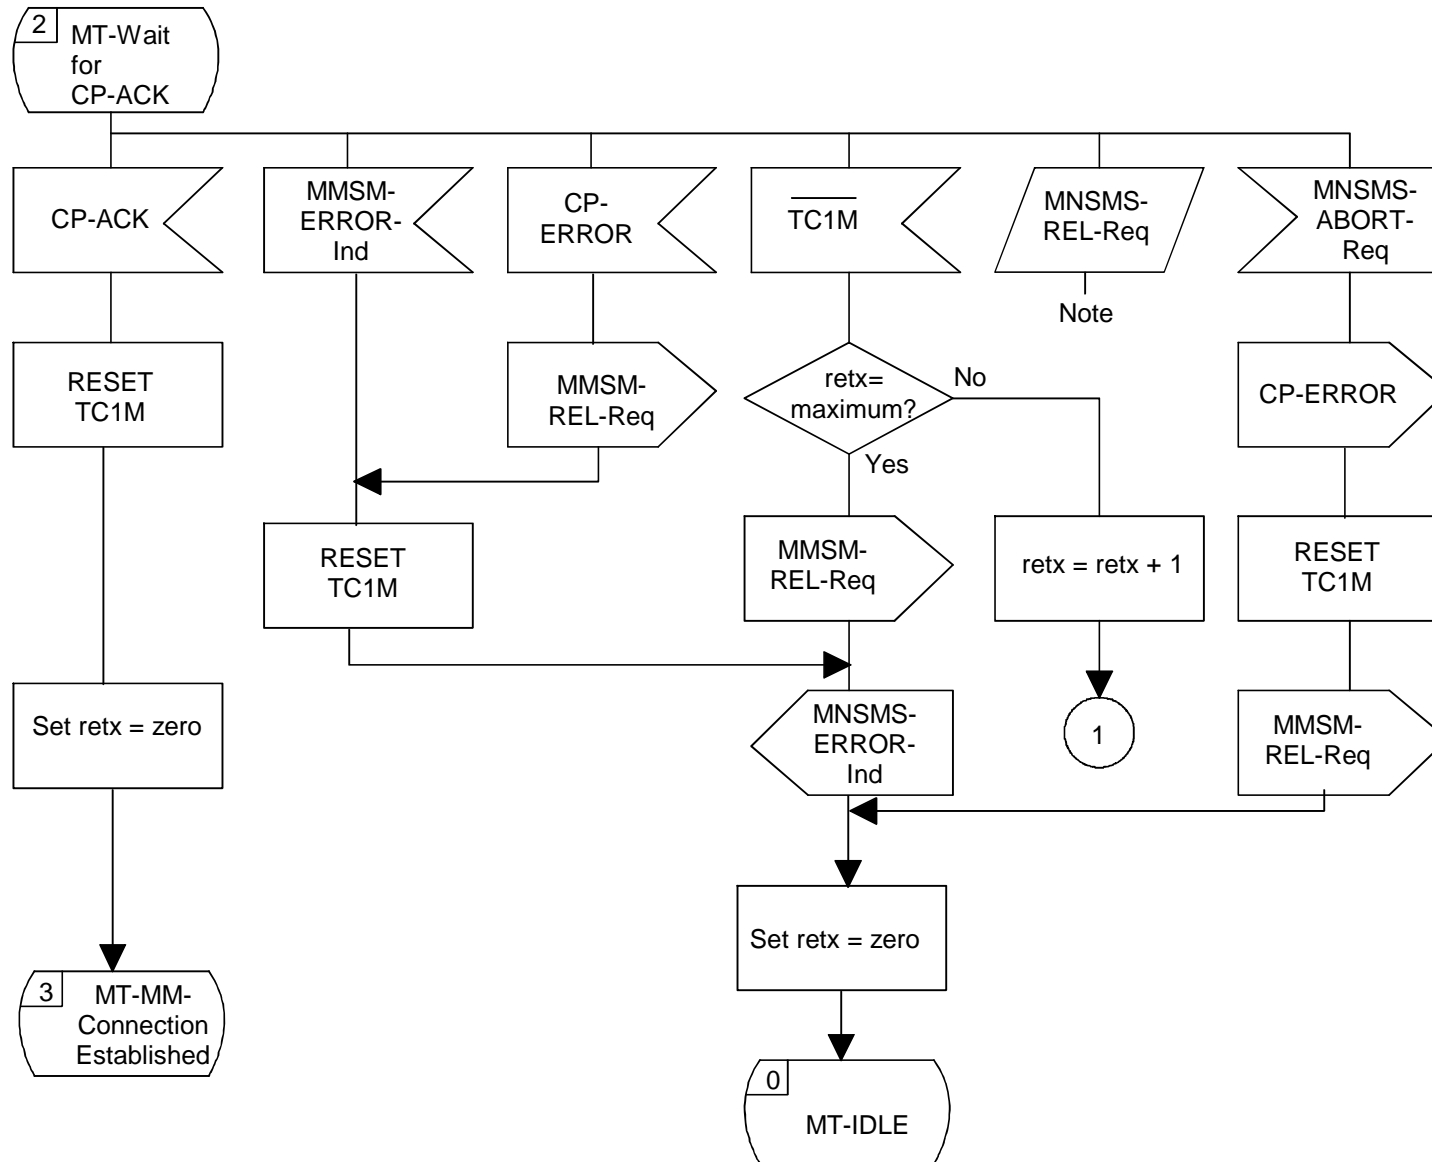 2
MT-Wait
for
CP-ACK
CP-ACK
MMSM-
ERROR-
Ind
CP-
ERROR
TC1M
MNSMS-
REL-Req
Note
MNSMS-
ABORT-
Req
RESET
TC1M
MMSM-
REL-Req
retx=
maximum?
No
Yes
CP-ERROR
RESET
TC1M
MMSM-
REL-Req
retx = retx + 1
RESET
TC1M
Set retx = zero
MNSMS-
ERROR-
Ind
1
MMSM-
REL-Req
Set retx = zero
3
MT-MM-
Connection
Established
0
MT-IDLE